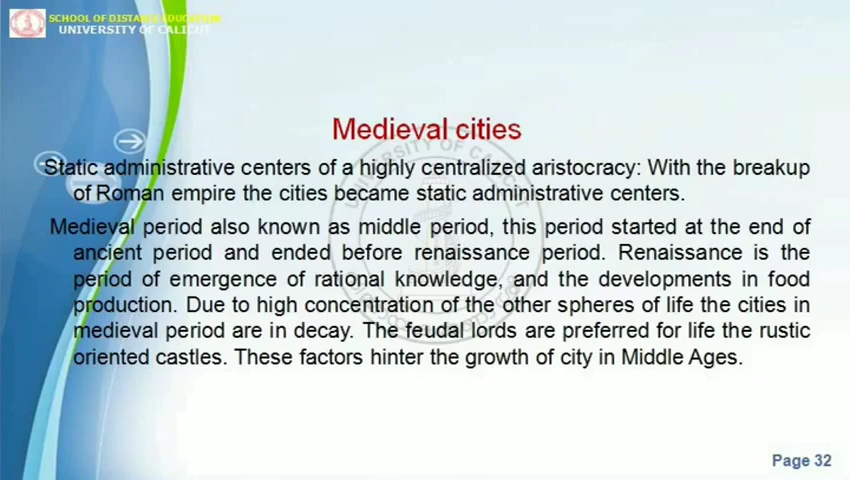 SCHOOL OF DISTANCE EDUCATION
UNIVERSITY OF CALICUT
Medieval cities
Static administrative centers of a highly centralized aristocracy: With the breakup
of Roman empire the cities became static administrative centers.
Medieval period also known as middle period, this period started at the end of
ancient period and ended before renaissance period. Renaissance is the
period of emergence of rational knowledge, and the developments in food
production. Due to high concentration of the other spheres of life the cities in
medieval period are in decay. The feudal lords are preferred for life the rustic
oriented castles. These factors hinter the growth of city in Middle Ages.
UNIVERSITY OF CALICUT
Page 32